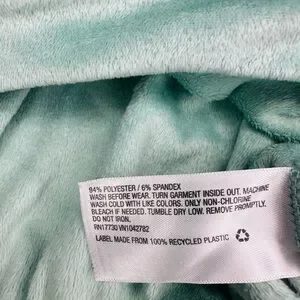 94% POLYESTER / 6% SPANDEX
WASH BEFORE WEAR. TURN GARMENT INSIDE OUT. MACHINE
WASH COLD WITH LIKE COLORS. ONLY NON-CHLORINE
BLEACH IF NEEDED. TUMBLE DRY LOW. REMOVE PROMPTLY.
DO NOT IRON.
RN17730 VN1042782
LABEL MADE FROM 100% RECYCLED PLASTIC